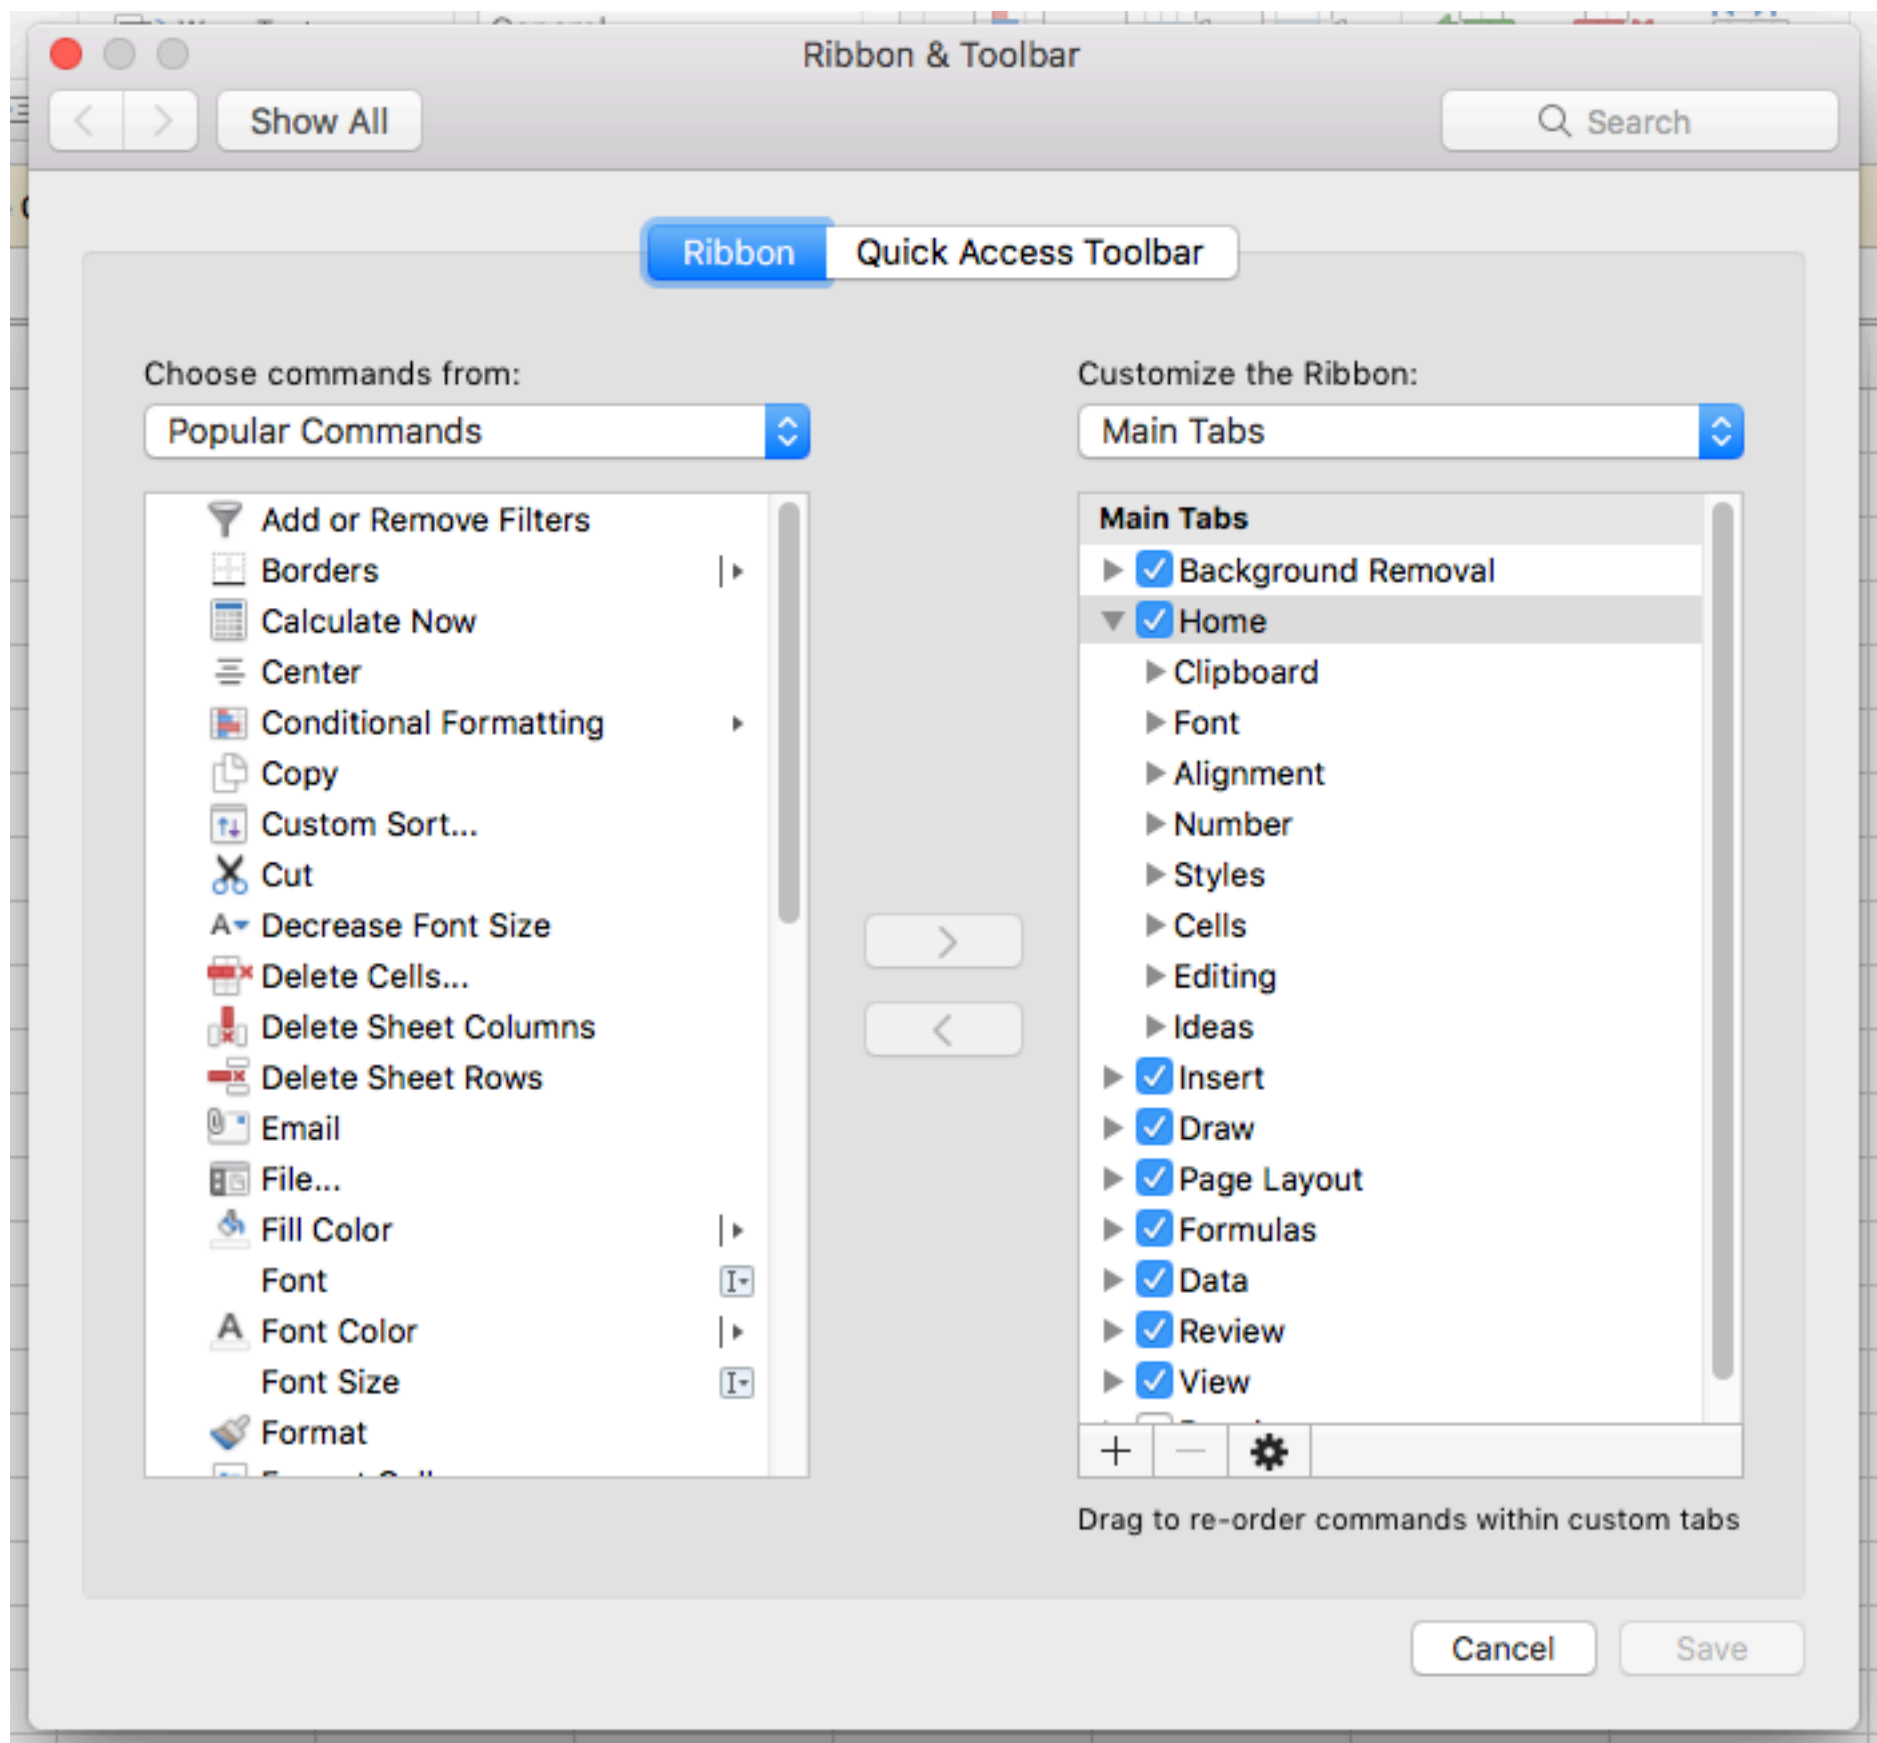 Ribbon & Toolbar
Show All
Search
Ribbon
Quick Access Toolbar
Choose commands from:
Customize the Ribbon:
Popular Commands
Main Tabs
Add or Remove Filters
Borders
Calculate Now
Center
Conditional Formatting
Copy
Custom Sort...
Cut
Decrease Font Size
Delete Cells...
Delete Sheet Columns
Delete Sheet Rows
Email
File...
Fill Color
Font
Font Color
Font Size
Format
Main Tabs
Background Removal
Home
Clipboard
Font
Alignment
Number
Styles
Cells
Editing
Ideas
Insert
Draw
Page Layout
Formulas
Data
Review
View
Drag to re-order commands within custom tabs
Cancel
Save